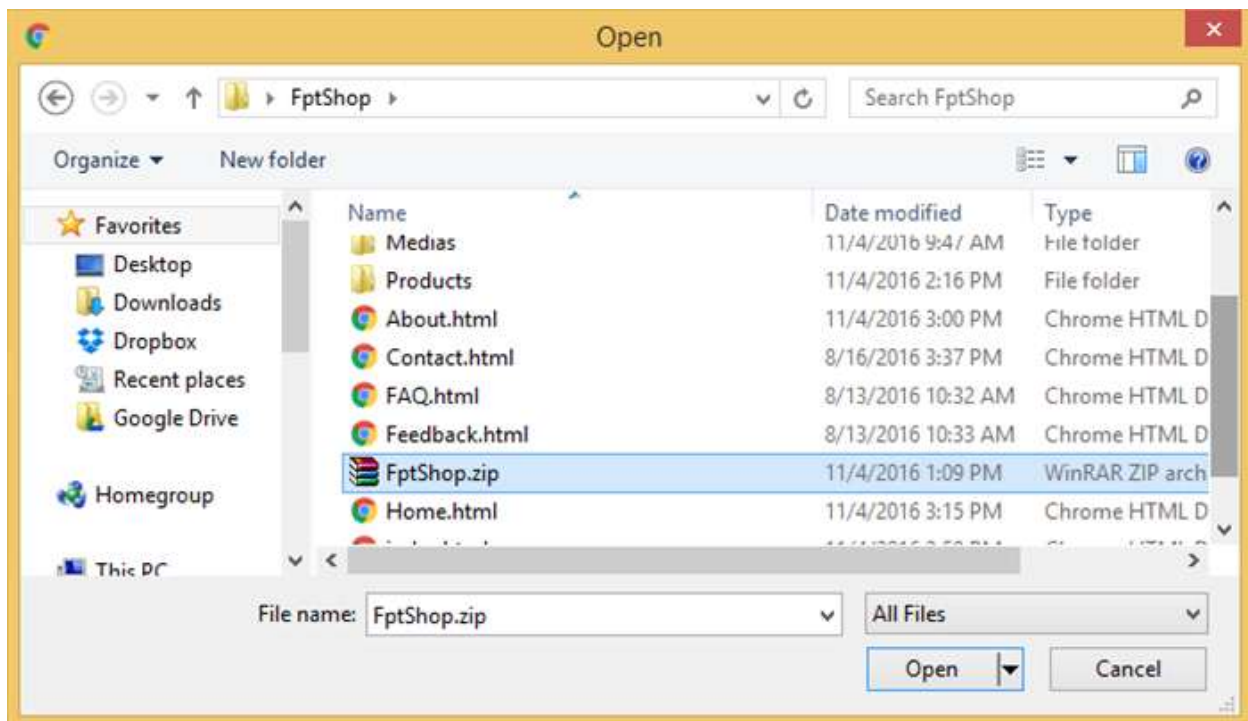 Open
FptShop
Search FptShop
Organize
New folder
Favorites
Desktop
Downloads
Dropbox
Recent places
Google Drive
Homegroup
This PC
Name Date modified Type
Medias 11/4/2016 9:47 AM File folder
Products 11/4/2016 2:16 PM File folder
About.html 11/4/2016 3:00 PM Chrome HTML D
Contact.html 8/16/2016 3:37 PM Chrome HTML D
FAQ.html 8/13/2016 10:32 AM Chrome HTML D
Feedback.html 8/13/2016 10:33 AM Chrome HTML D
FptShop.zip 11/4/2016 1:09 PM WinRAR ZIP arch
Home.html 11/4/2016 3:15 PM Chrome HTML D
File name: FptShop.zip
All Files
Open
Cancel